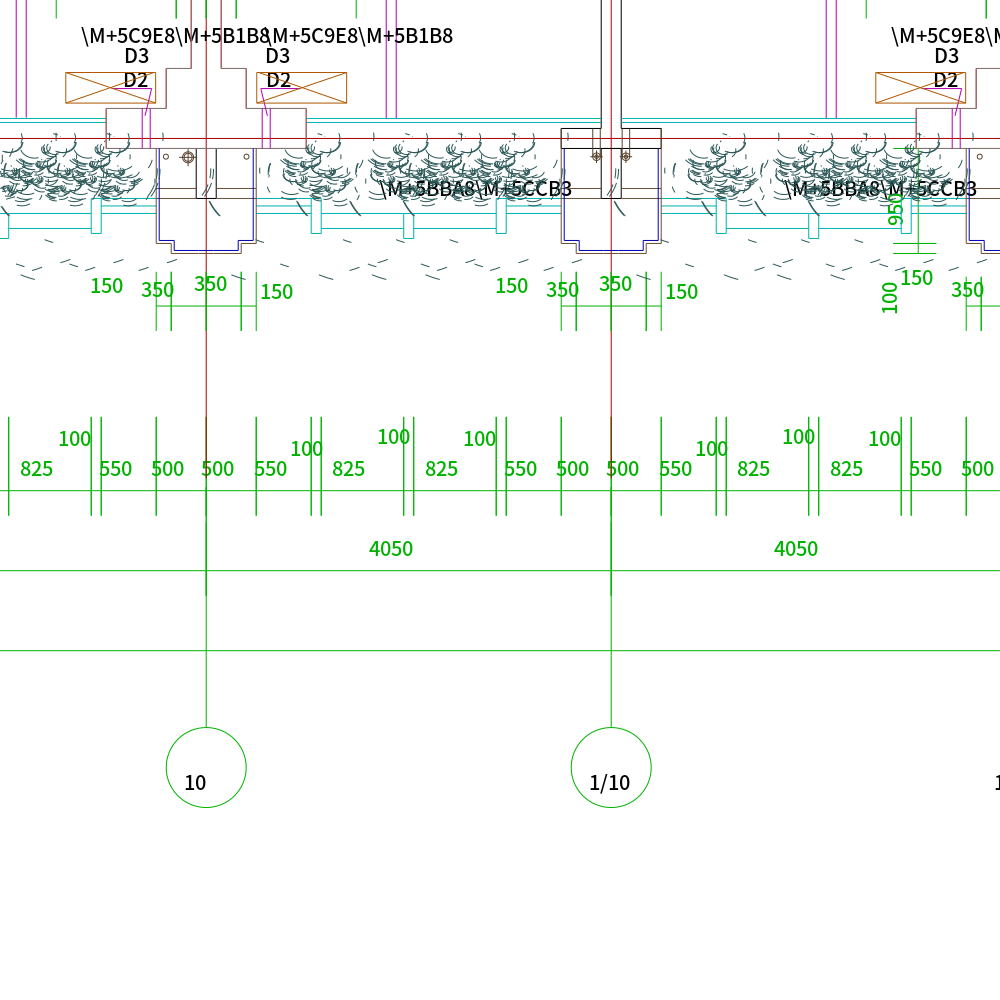 \M+5C9E8\M+5B1B8 \M+5C9E8\M+5B1B8 \M+5C9E8\M
D3 D3 D3
D2 D2 D2
\M+5BBA8\M+5CCB3 \M+5BBA8\M+5CCB3
950
150 350 350 150 150 350 350 150 100 150 350
100 100 100 100 100 100 100
825 550 500 500 550 825 825 550 500 500 550 825 825 550 500
4050 4050
10 1/10 1